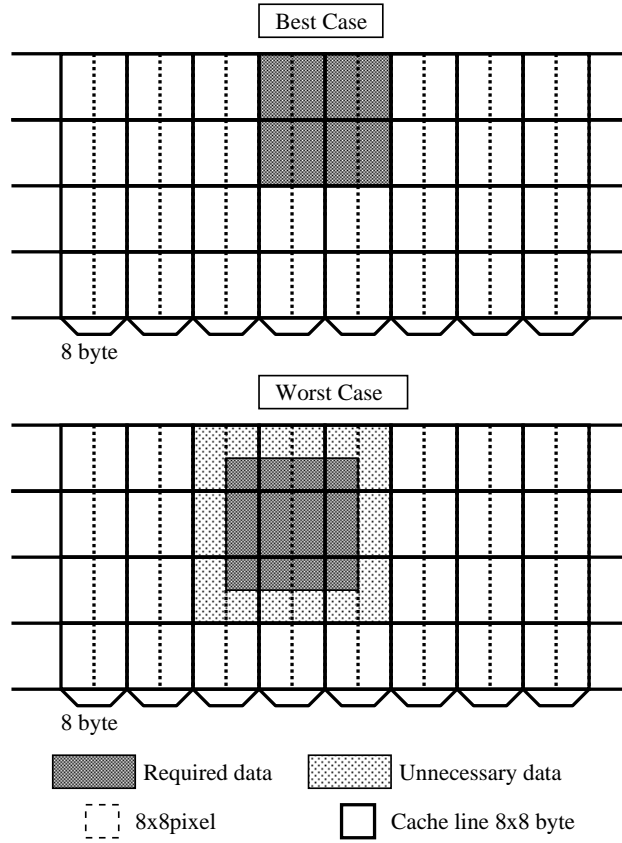 Best Case
8 byte
Worst Case
8 byte
Required data
Unnecessary data
8x8pixel
Cache line 8x8 byte